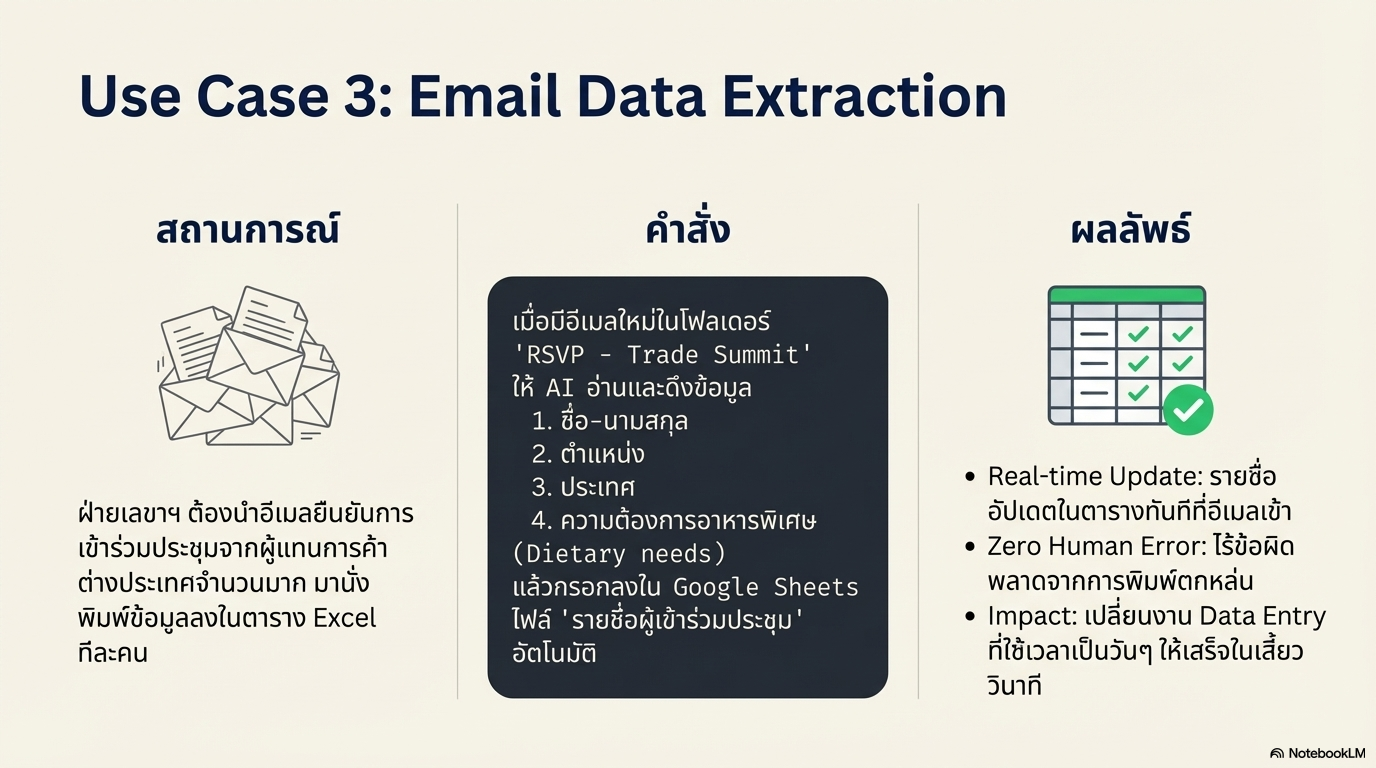 Use Case 3: Email Data Extraction
สถานการณ์
ฝ่ายเลขาฯ ต้องนำอีเมลยืนยันการ
เข้าร่วมประชุมจากผู้แทนการค้า
ต่างประเทศจำนวนมาก มานั่ง
พิมพ์ข้อมูลลงในตาราง Excel
ทีละคน
คำสั่ง
เมื่อมีอีเมลใหม่ในโฟลเดอร์
'RSVP - Trade Summit'
ให้ AI อ่านและดึงข้อมูล
1. ชื่อ-นามสกุล
2. ตำแหน่ง
3. ประเทศ
4. ความต้องการอาหารพิเศษ
(Dietary needs)
แล้วกรอกลงใน Google Sheets
ไฟล์ 'รายชื่อผู้เข้าร่วมประชุม'
อัตโนมัติ
ผลลัพธ์
• Real-time Update: รายชื่อ
อัปเดตในตารางทันทีที่อีเมลเข้า
• Zero Human Error: ไร้ข้อผิด
พลาดจากการพิมพ์ตกหล่น
• Impact: เปลี่ยนงาน Data Entry
ที่ใช้เวลาเป็นวันๆ ให้เสร็จในเสี้ยว
วินาที
NotebookLM